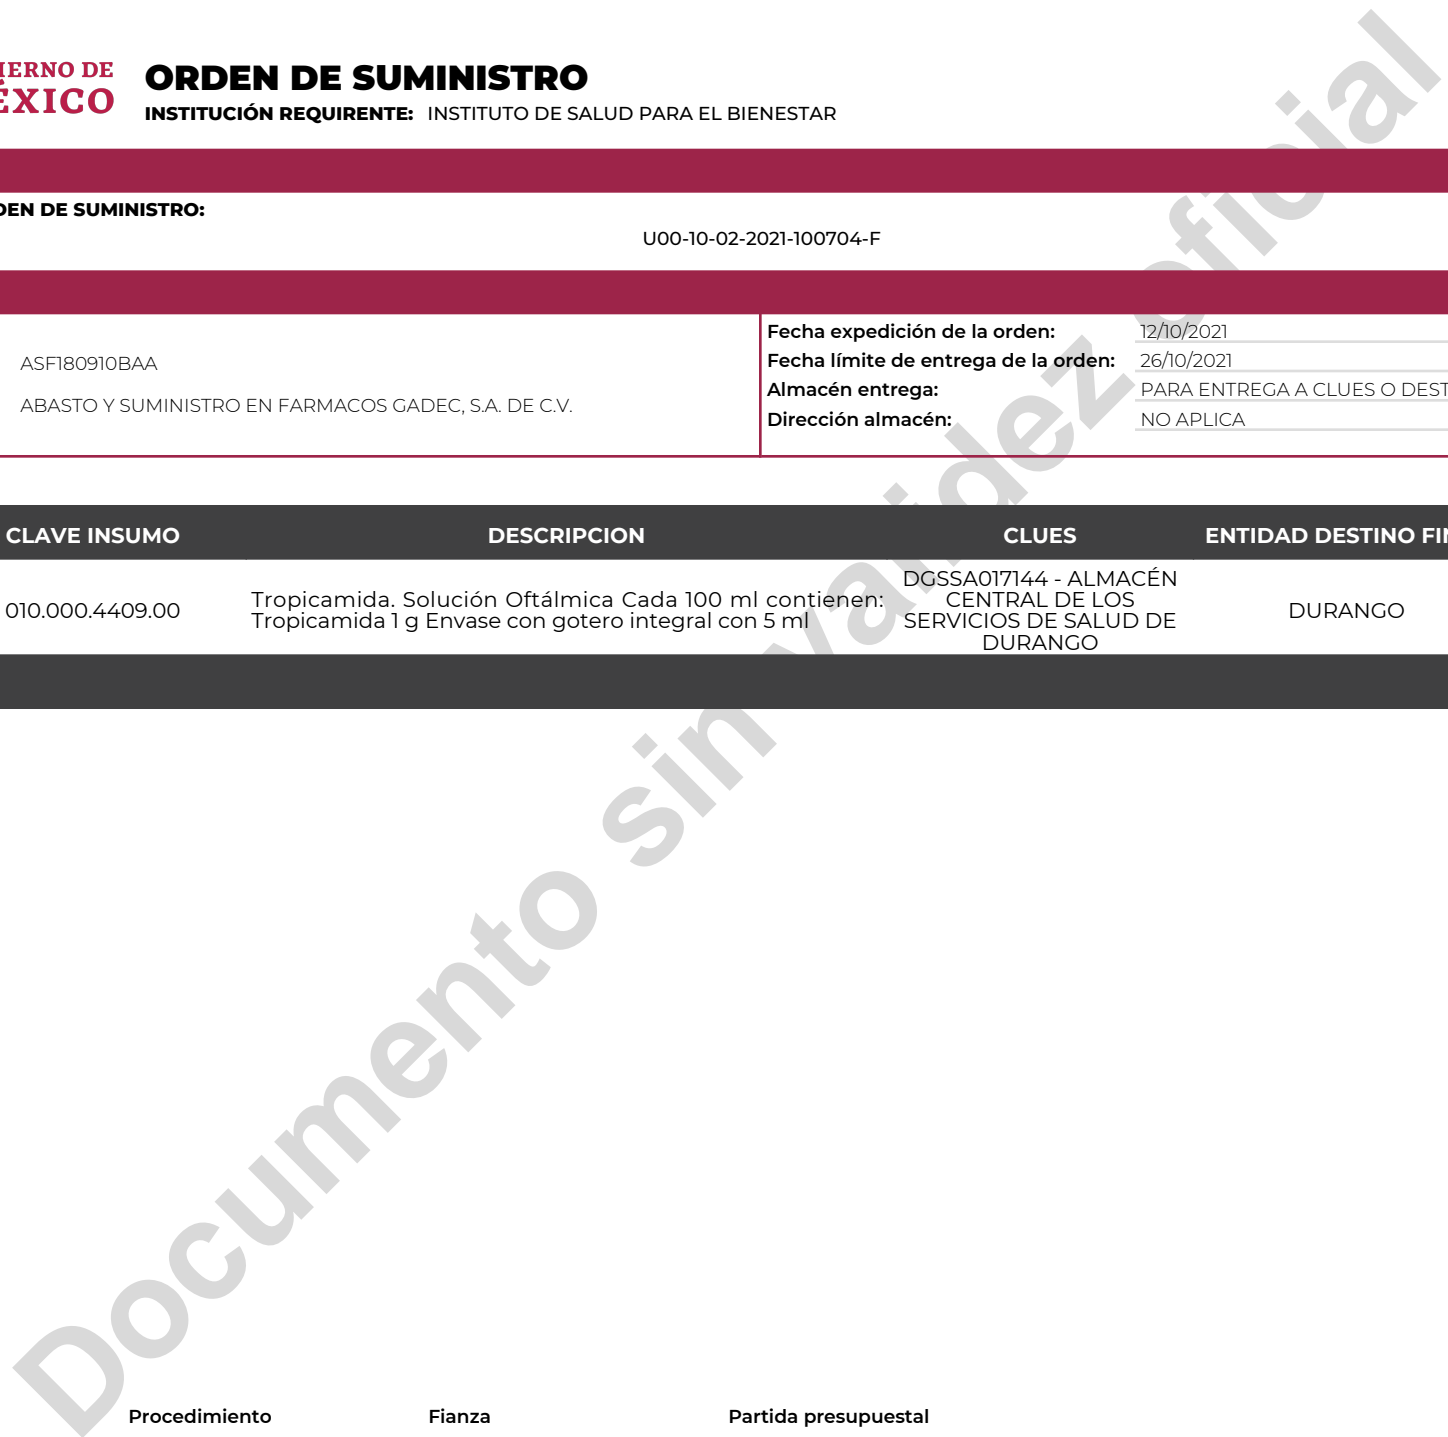 IERNO DE
ÉXICO
ORDEN DE SUMINISTRO
INSTITUCIÓN REQUIRENTE: INSTITUTO DE SALUD PARA EL BIENESTAR
DEN DE SUMINISTRO:
U00-10-02-2021-100704-F
ASF180910BAA
ABASTO Y SUMINISTRO EN FARMACOS GADEC, S.A. DE C.V.
Fecha expedición de la orden: 12/10/2021
Fecha límite de entrega de la orden: 26/10/2021
Almacén entrega: PARA ENTREGA A CLUES O DEST
Dirección almacén: NO APLICA
CLAVE INSUMO DESCRIPCION CLUES ENTIDAD DESTINO FIN
010.000.4409.00
Tropicamida. Solución Oftálmica Cada 100 ml contienen:
Tropicamida 1 g Envase con gotero integral con 5 ml
DGSSA017144 - ALMACÉN
CENTRAL DE LOS
SERVICIOS DE SALUD DE
DURANGO
DURANGO
Documento sin validez oficial
Procedimiento Fianza Partida presupuestal